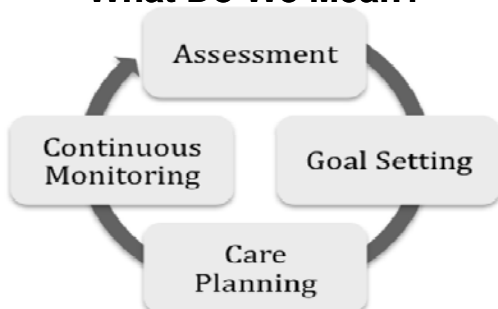 What Do We Mean?
Assessment
Goal Setting
Care
Planning
Continuous
Monitoring